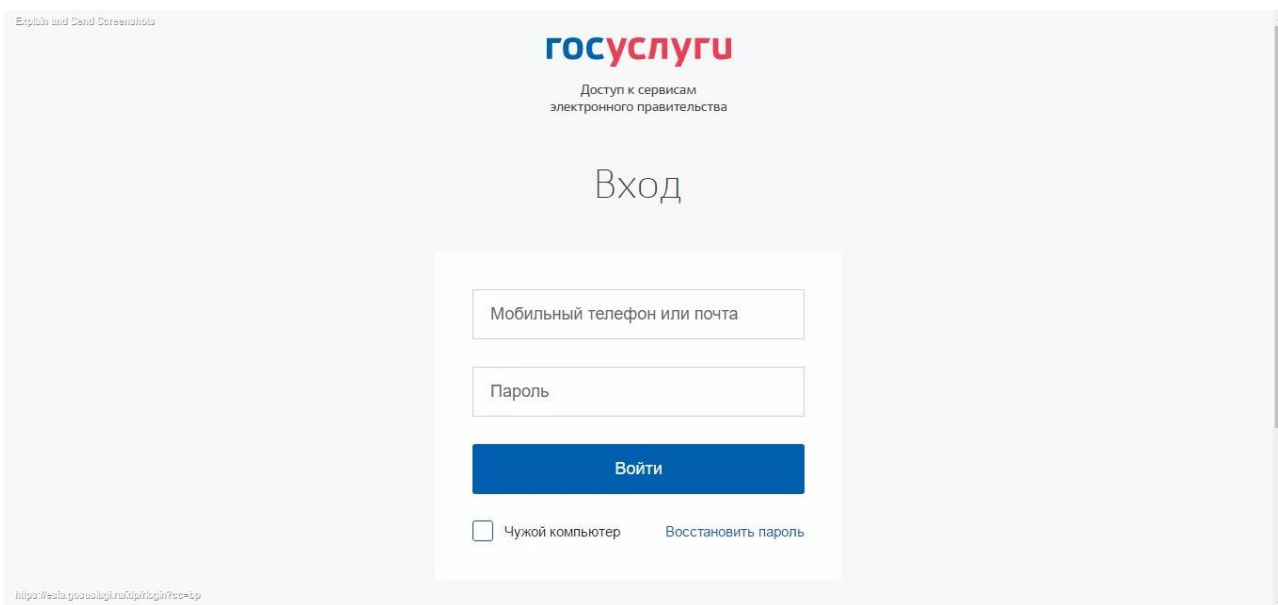 Explain and Send Screenshots
госуслуги
Доступ к сервисам
электронного правительства
Вход
Мобильный телефон или почта
Пароль
Войти
Чужой компьютер Восстановить пароль
https://esia.gosuslugi.ru/idp/rlogin?cc=bp